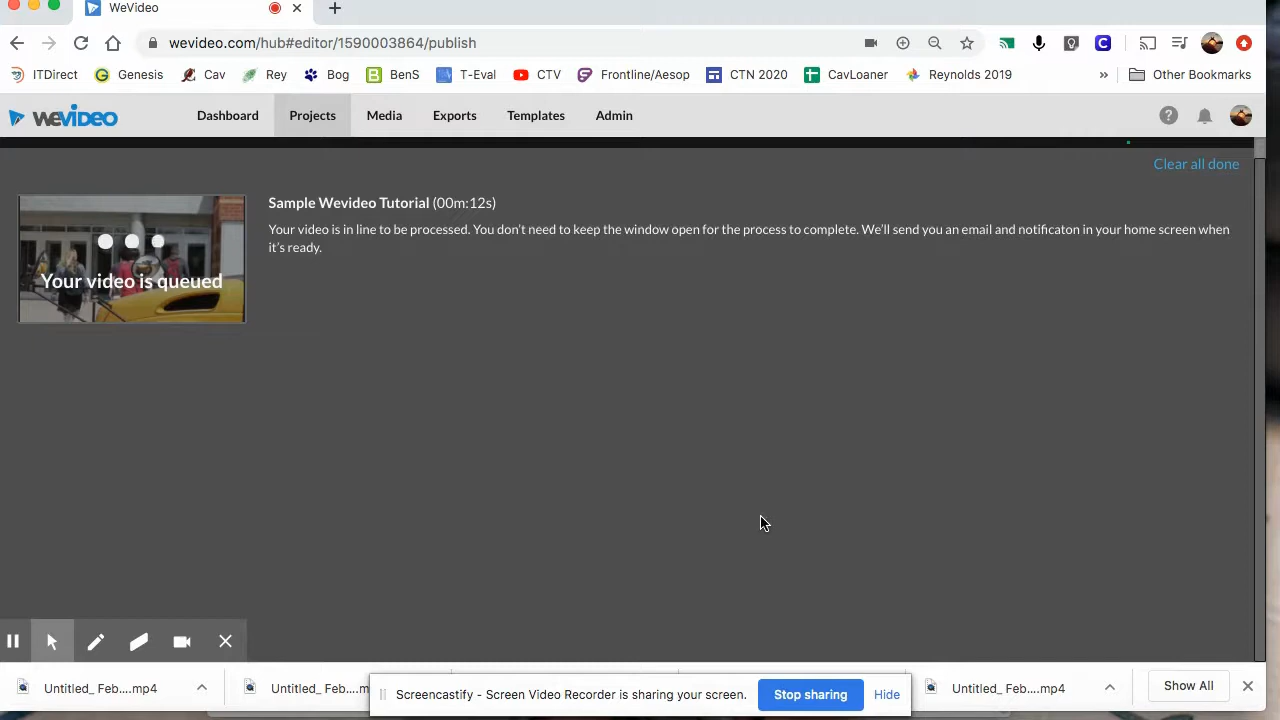 WeVideo
wevideo.com/hub#editor/1590003864/publish
ITDirect Genesis Cav Rey Bog BenS T-Eval CTV Frontline/Aesop CTN 2020 CavLoaner Reynolds 2019 » Other Bookmarks
WEVIDEO Dashboard Projects Media Exports Templates Admin
Clear all done
Sample Wevideo Tutorial (00m:12s)
Your video is in line to be processed. You don't need to keep the window open for the process to complete. We'll send you an email and notificaton in your home screen when
it's ready.
Your video is queued
Untitled_ Feb....mp4 Untitled_ Feb....m Untitled_ Feb....mp4 Show All
Screencastify - Screen Video Recorder is sharing your screen. Stop sharing Hide